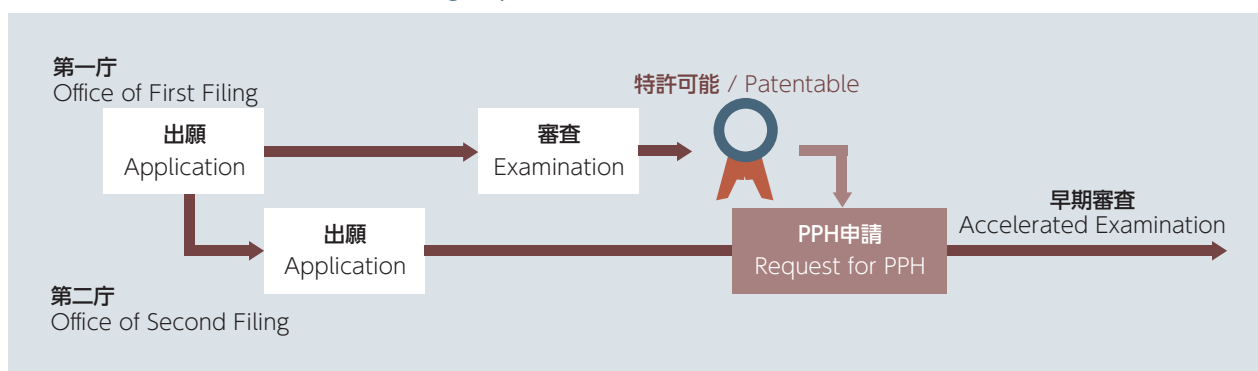 第一庁
Office of First Filing
特許可能 / Patentable
出願
Application
審査
Examination
出願
Application
PPH申請
Request for PPH
早期審査
Accelerated Examination
第二庁
Office of Second Filing